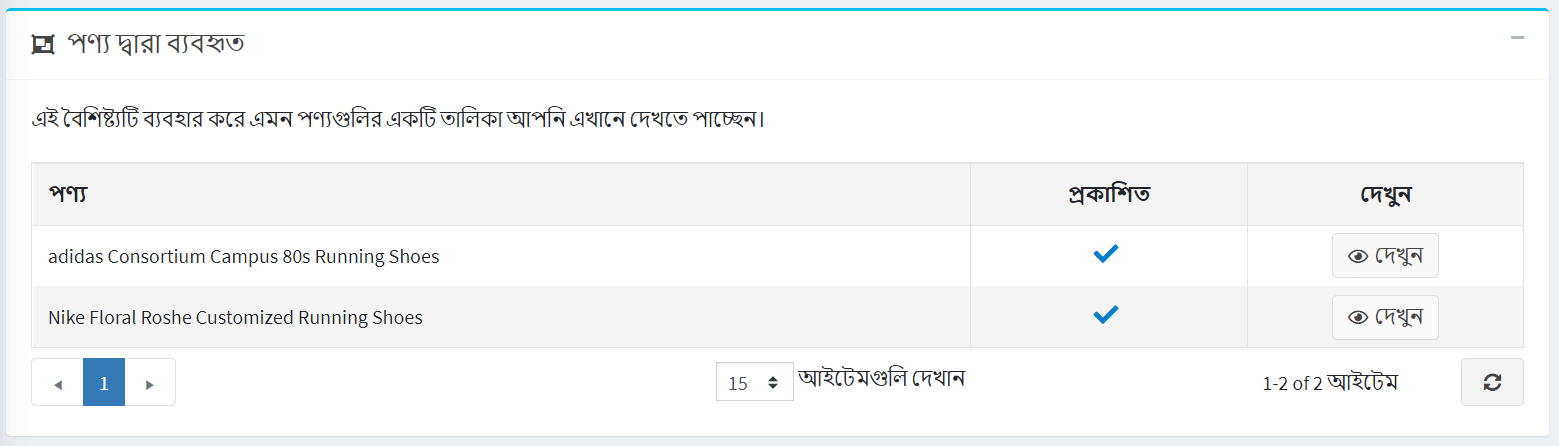 পণ্য দ্বারা ব্যবহৃত
এই বৈশিষ্ট্যটি ব্যবহার করে এমন পণ্যগুলির একটি তালিকা আপনি এখানে দেখতে পাচ্ছেন।
পণ্য প্রকাশিত দেখুন
adidas Consortium Campus 80s Running Shoes দেখুন
Nike Floral Roshe Customized Running Shoes দেখুন
1 15 আইটেমগুলি দেখান 1-2 of 2 আইটেম